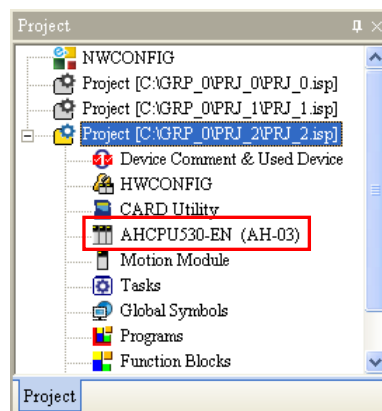 Project
NWCONFIG
Project [C:\GRP_0\PRJ_0\PRJ_0.isp]
Project [C:\GRP_0\PRJ_1\PRJ_1.isp]
Project [C:\GRP_0\PRJ_2\PRJ_2.isp]
Device Comment & Used Device
HWCONFIG
CARD Utility
AHCPU530-EN (AH-03)
Motion Module
Tasks
Global Symbols
Programs
Function Blocks
Project